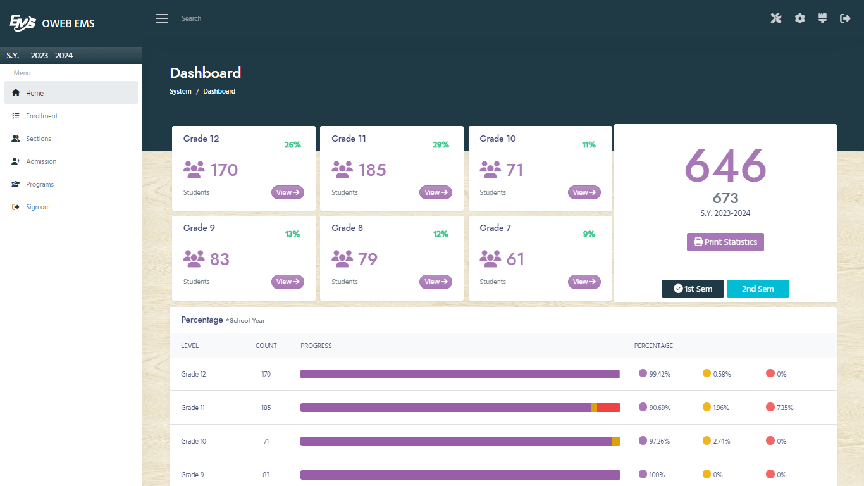 EMS OWEB EMS
Search
S.Y. 2023 - 2024
Menu
Home
Enrollment
Sections
Admission
Programs
Dashboard
System / Dashboard
Grade 12
26%
170
Students
View
Grade 11
29%
185
Students
View
Grade 10
11%
71
Students
View
Grade 9
13%
83
Students
View
Grade 8
12%
79
Students
View
Grade 7
9%
61
Students
View
646
673
S.Y. 2023-2024
Print Statistics
1st Sem 2nd Sem
Percentage *School Year
LEVEL COUNT PROGRESS PERCENTAGE
Grade 12 170 99.42% 0.58% 0%
Grade 11 185 90.69% 1.96% 7.35%
Grade 10 71 97.26% 2.74% 0%
Grade 9 83 100% 0% 0%